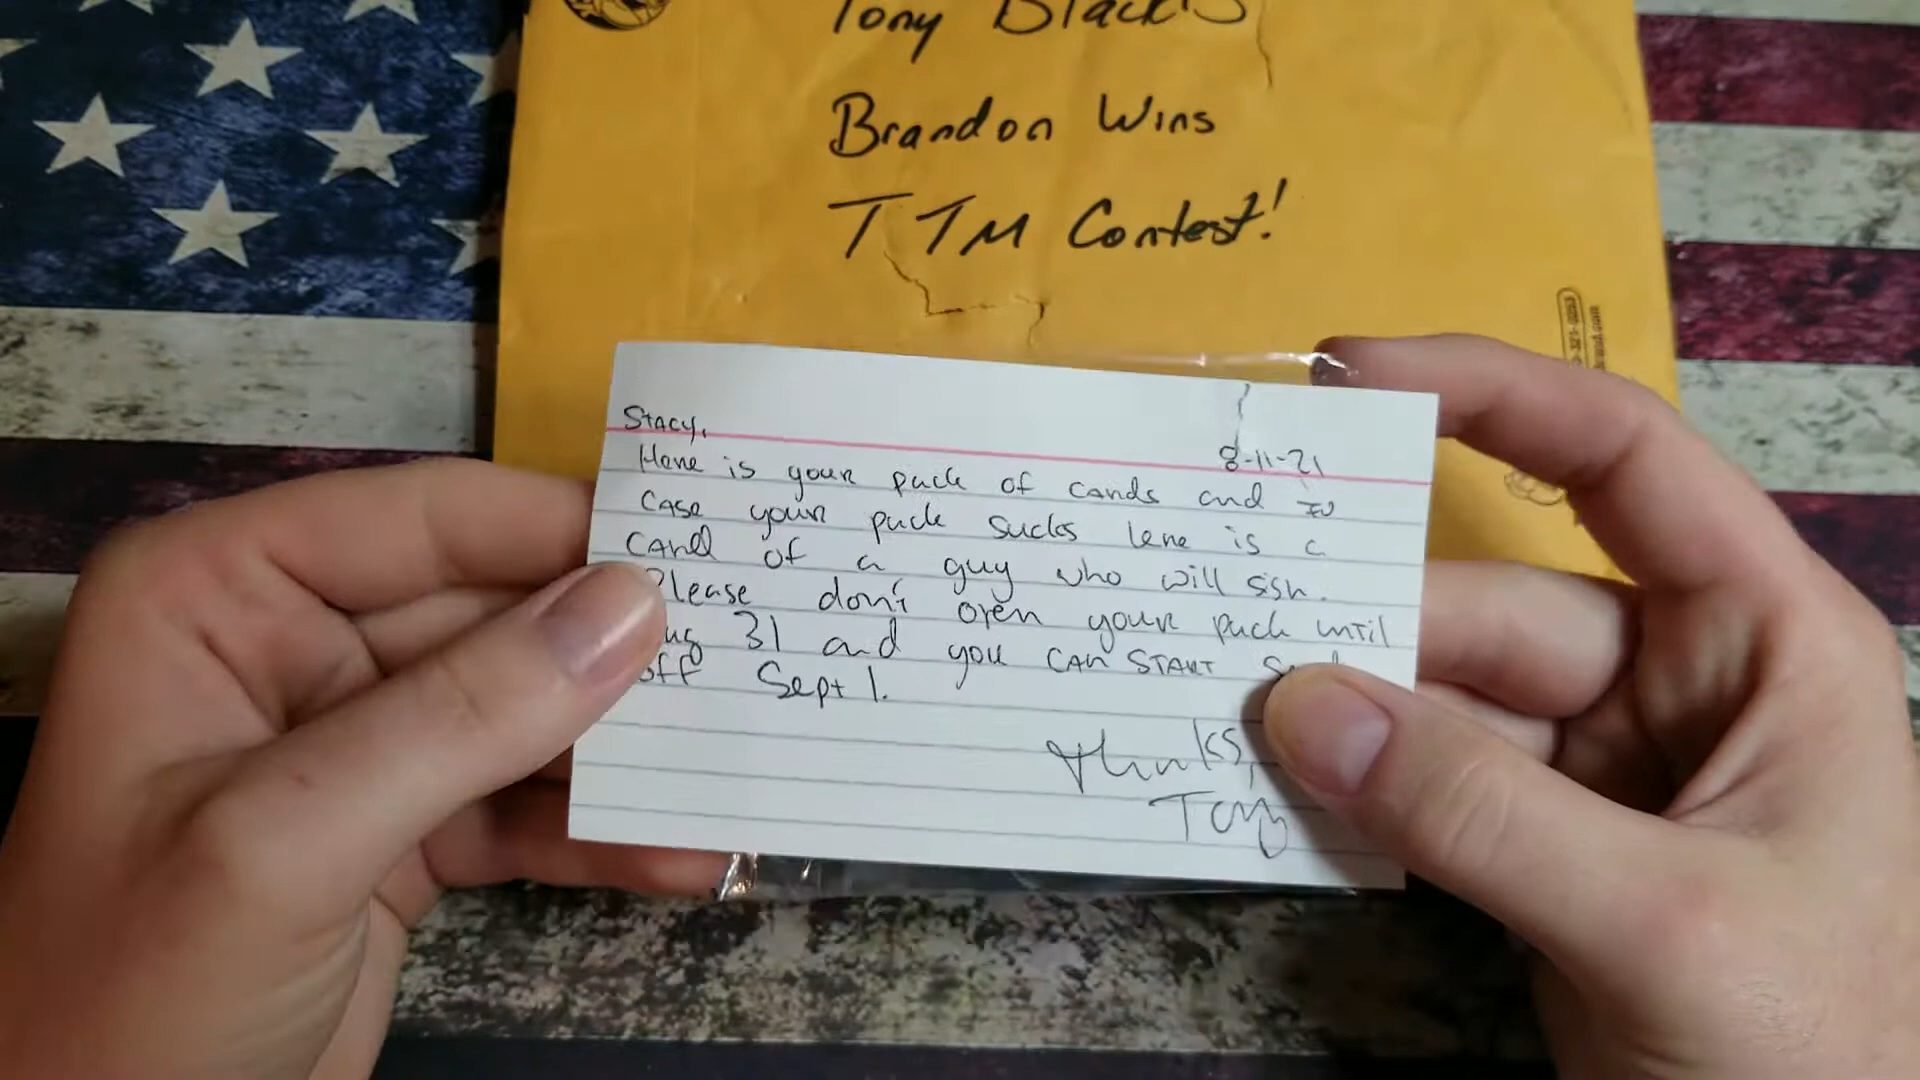 Tony Black's
Brandon Wins
TTM Contest!
Stacy,
8-11-21
Here is your pack of cards and in
case your pack sucks here is a
card of a guy who will sign.
Please don't open your pack until
ug 31 and you can START
off Sept 1.
thanks,
Tony